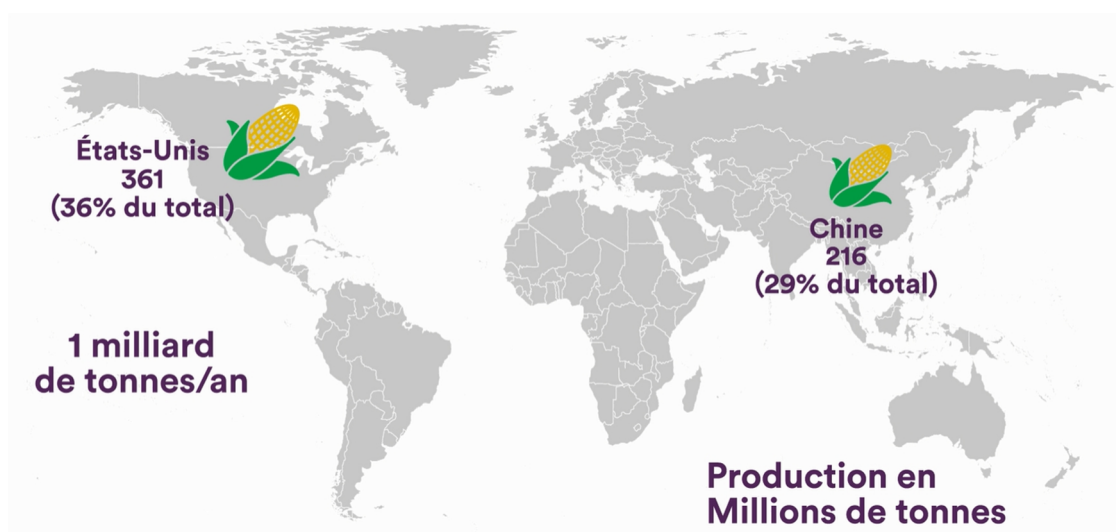 États-Unis
361
(36% du total)
Chine
216
(29% du total)
1 milliard
de tonnes/an
Production en
Millions de tonnes